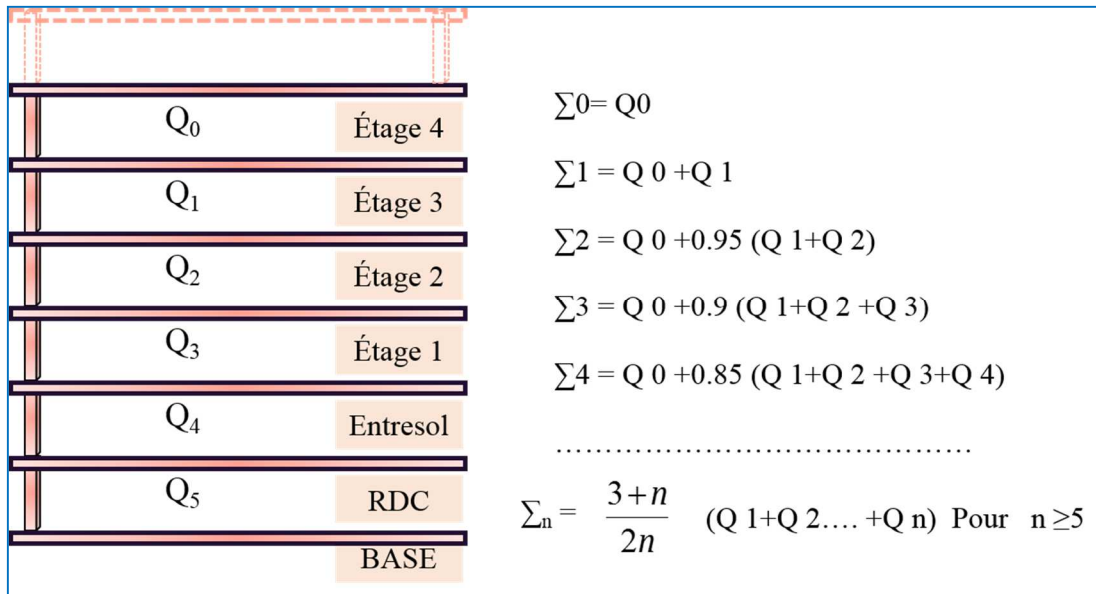 Q0 Étage 4
Q1 Étage 3
Q2 Étage 2
Q3 Étage 1
Q4 Entresol
Q5 RDC
BASE
∑0= Q0
∑1 = Q 0 +Q 1
∑2 = Q 0 +0.95 (Q 1+Q 2)
∑3 = Q 0 +0.9 (Q 1+Q 2 +Q 3)
∑4 = Q 0 +0.85 (Q 1+Q 2 +Q 3+Q 4)
………………………………………
∑n = (3+n)/(2n) (Q 1+Q 2…. +Q n) Pour n ≥5